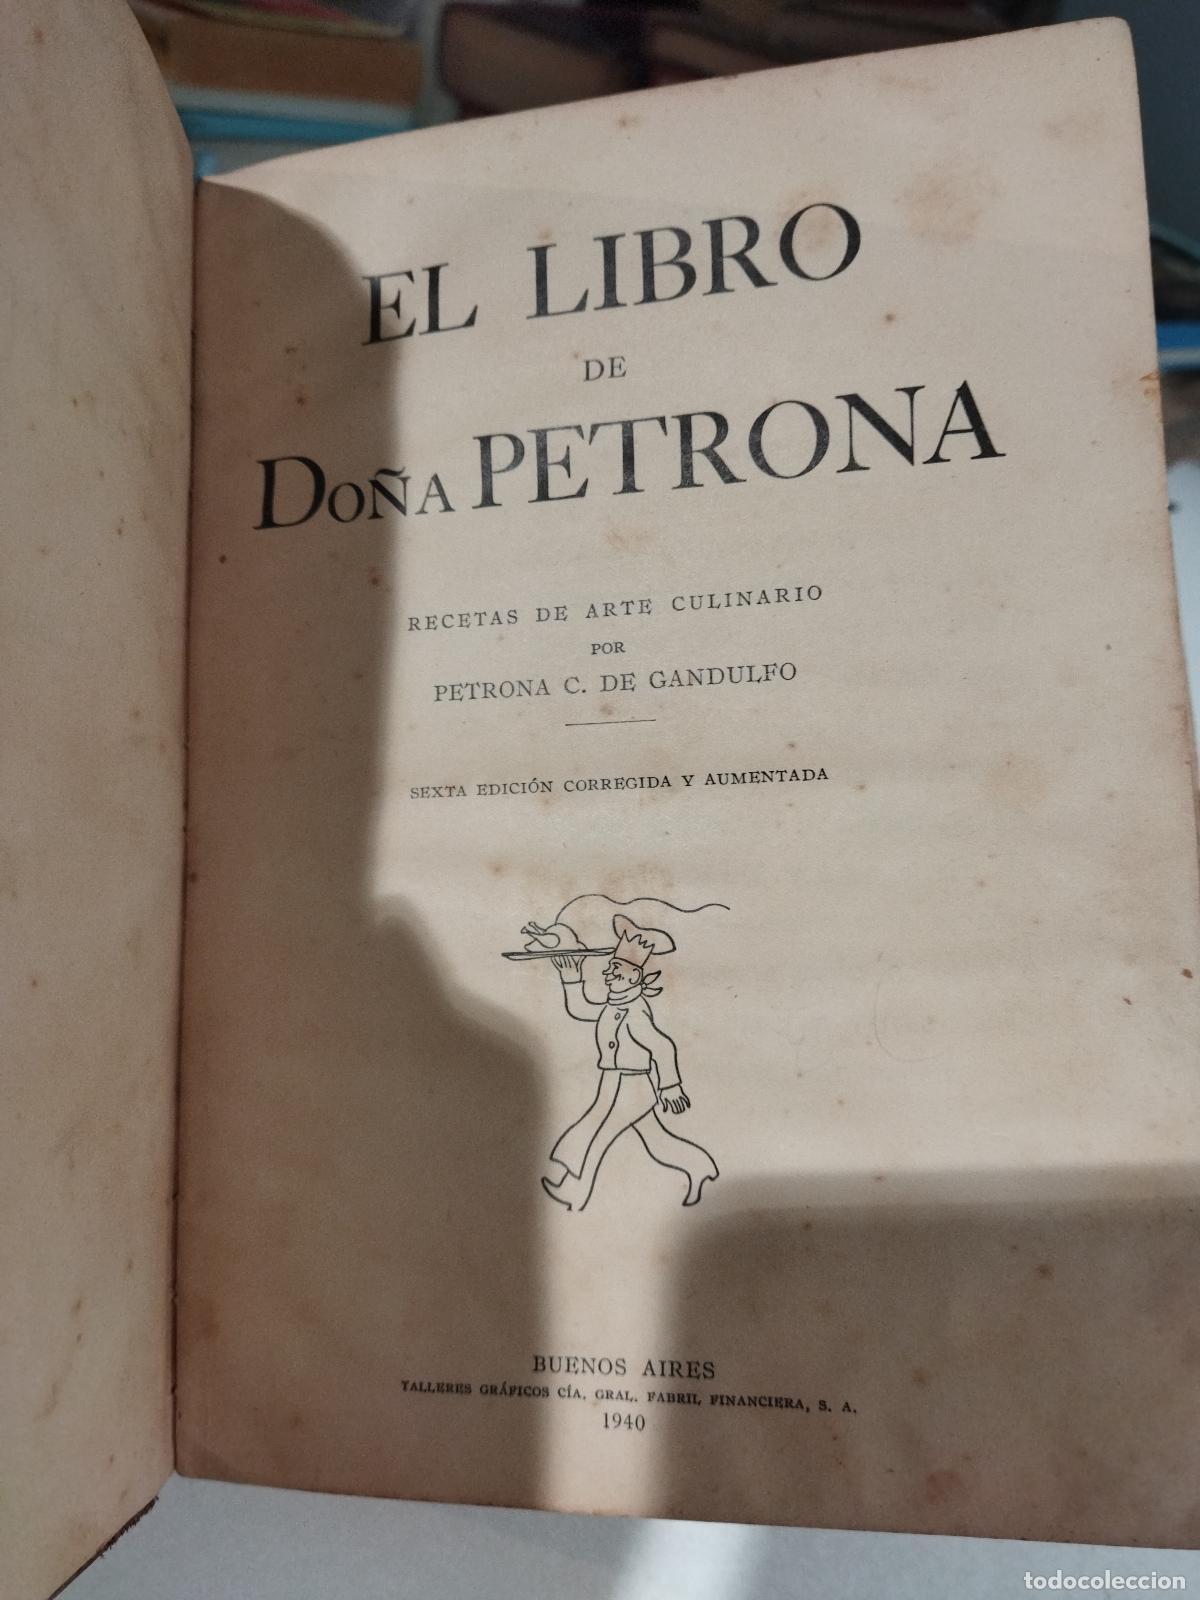 EL LIBRO
DE
DOÑA PETRONA
RECETAS DE ARTE CULINARIO
POR
PETRONA C. DE GANDULFO
SEXTA EDICIÓN CORREGIDA Y AUMENTADA
BUENOS AIRES
TALLERES GRÁFICOS CÍA. GRAL. FABRIL FINANCIERA, S. A.
1940
todocoleccion